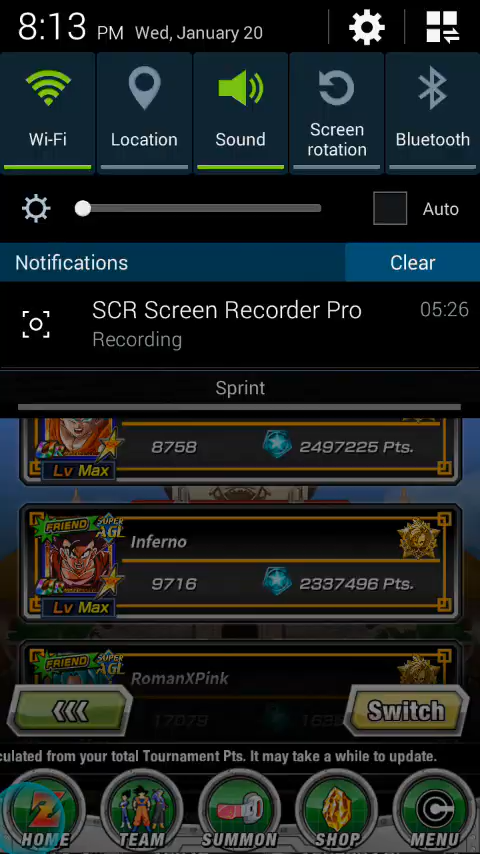 8:13 PM Wed, January 20
Wi-Fi Location Sound Screen rotation Bluetooth
Auto
Notifications Clear
SCR Screen Recorder Pro 05:26
Recording
Sprint
8758 2497225 Pts.
Lv Max
FRIEND SUPER AGL Inferno
9716 2337496 Pts.
Lv Max
FRIEND SUPER AGL RomanXPink
17079
Switch
culated from your total Tournament Pts. It may take a while to update.
HOME TEAM SUMMON SHOP MENU